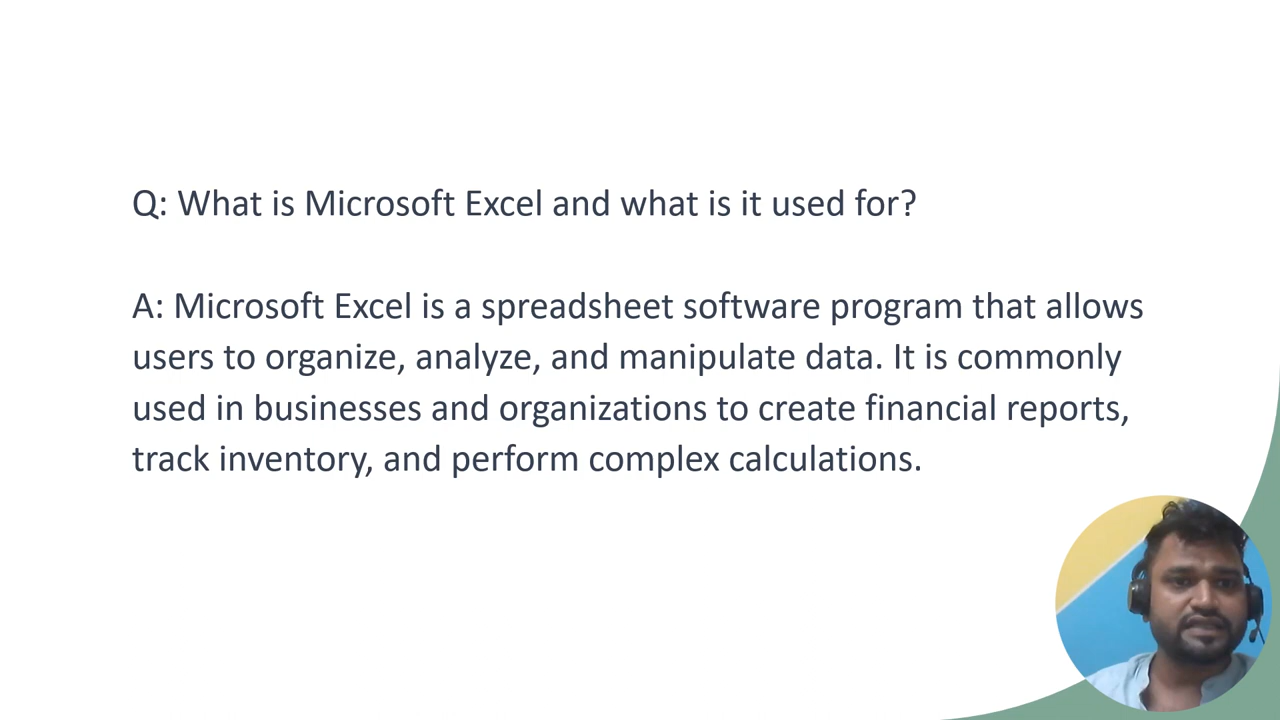 Q: What is Microsoft Excel and what is it used for?
A: Microsoft Excel is a spreadsheet software program that allows
users to organize, analyze, and manipulate data. It is commonly
used in businesses and organizations to create financial reports,
track inventory, and perform complex calculations.